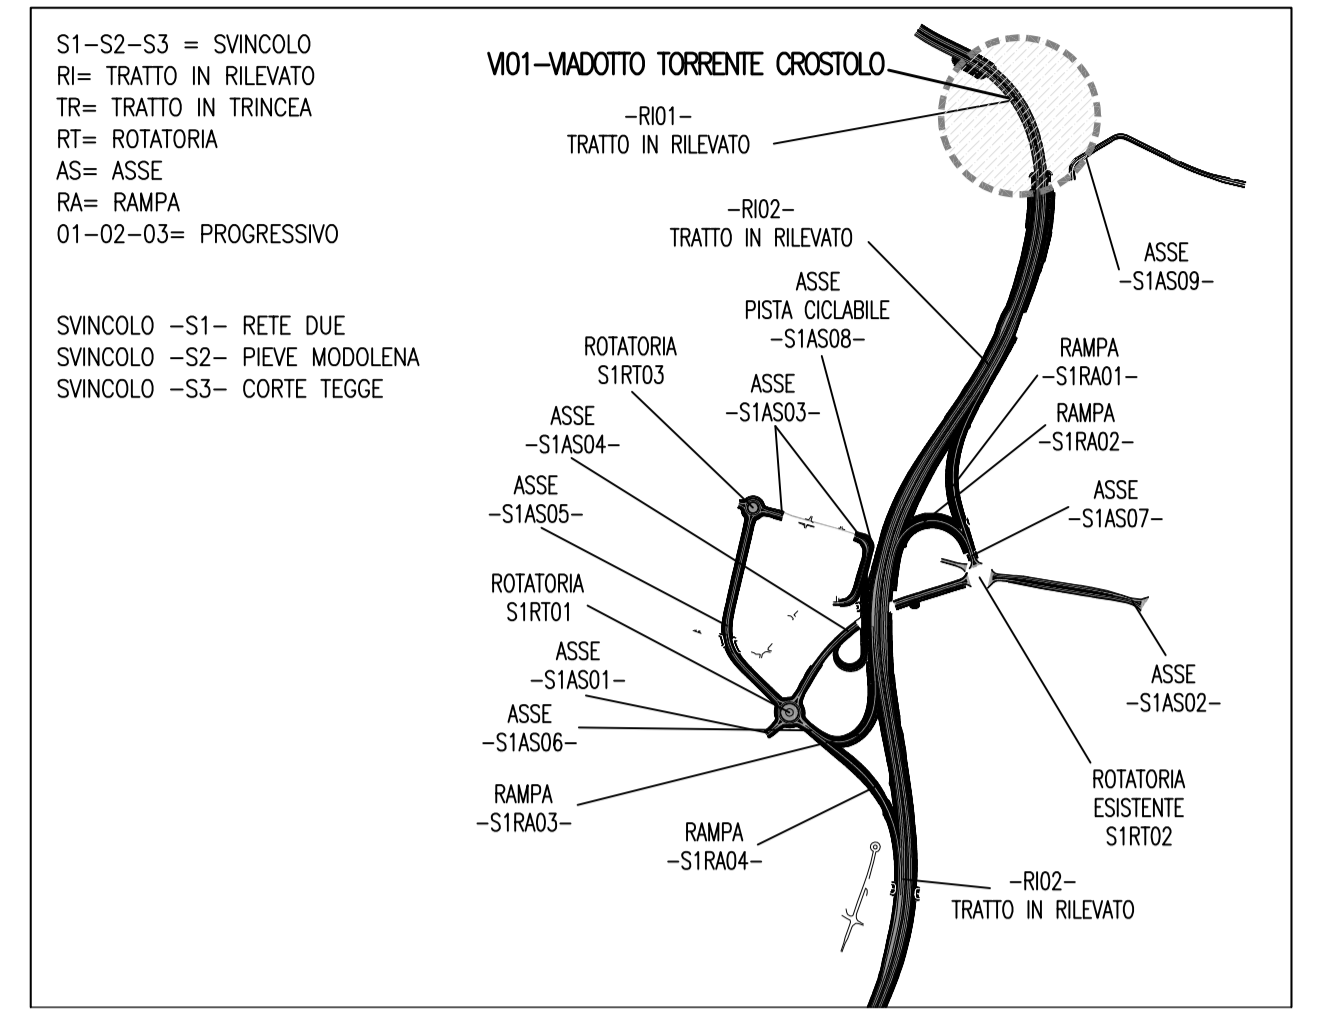 S1-S2-S3 = SVINCOLO
RI= TRATTO IN RILEVATO
TR= TRATTO IN TRINCEA
RT= ROTATORIA
AS= ASSE
RA= RAMPA
01-02-03= PROGRESSIVO
SVINCOLO -S1- RETE DUE
SVINCOLO -S2- PIEVE MODOLENA
SVINCOLO -S3- CORTE TEGGE
VI01-VIADOTTO TORRENTE CROSTOLO
-RI01-
TRATTO IN RILEVATO
-RI02-
TRATTO IN RILEVATO
ASSE
-S1AS09-
ASSE
PISTA CICLABILE
-S1AS08-
ROTATORIA
S1RT03
ASSE
-S1AS03-
RAMPA
-S1RA01-
ASSE
-S1AS04-
RAMPA
-S1RA02-
ASSE
-S1AS05-
ASSE
-S1AS07-
ROTATORIA
S1RT01
ASSE
-S1AS01-
ASSE
-S1AS02-
ASSE
-S1AS06-
RAMPA
-S1RA03-
ROTATORIA
ESISTENTE
S1RT02
RAMPA
-S1RA04-
-RI02-
TRATTO IN RILEVATO